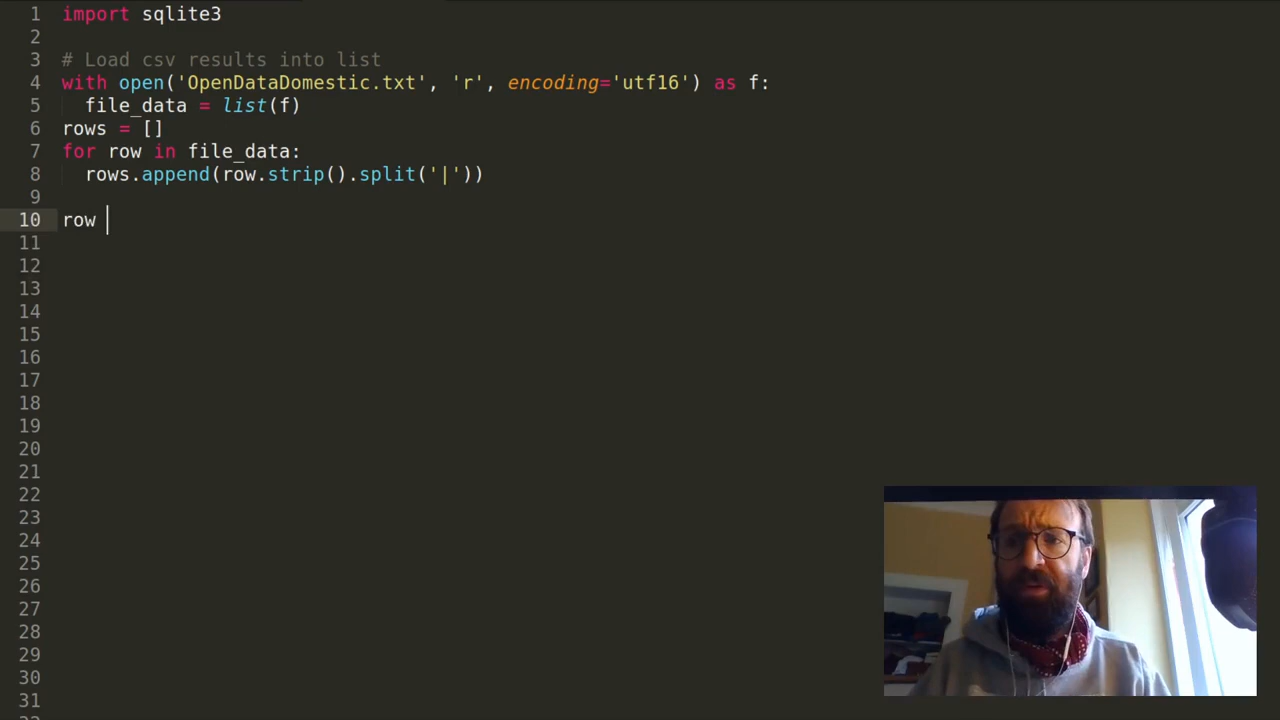 1 import sqlite3
2
3 # Load csv results into list
4 with open('OpenDataDomestic.txt', 'r', encoding='utf16') as f:
5   file_data = list(f)
6 rows = []
7 for row in file_data:
8   rows.append(row.strip().split('|'))
9
10 row
11
12
13
14
15
16
17
18
19
20
21
22
23
24
25
26
27
28
29
30
31